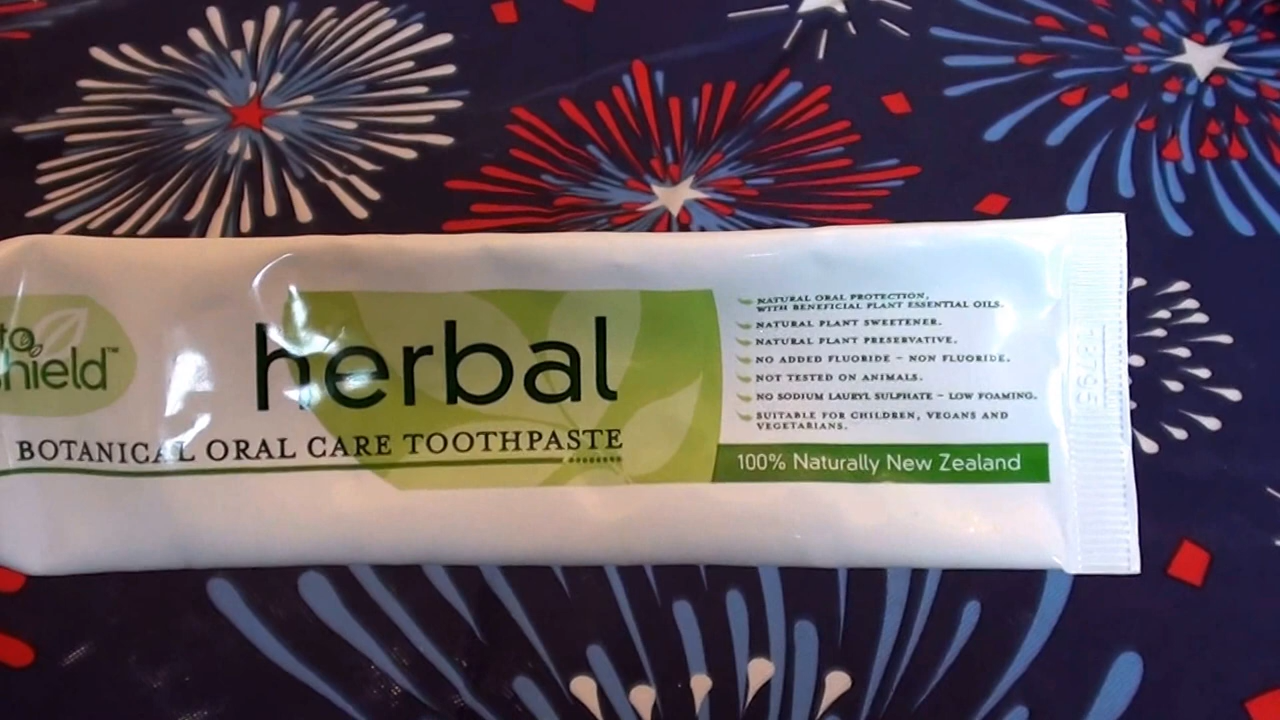 to
hield™
herbal
BOTANICAL ORAL CARE TOOTHPASTE
NATURAL ORAL PROTECTION,
WITH BENEFICIAL PLANT ESSENTIAL OILS.
NATURAL PLANT SWEETENER.
NATURAL PLANT PRESERVATIVE.
NO ADDED FLUORIDE – NON FLUORIDE.
NOT TESTED ON ANIMALS.
NO SODIUM LAURYL SULPHATE – LOW FOAMING.
SUITABLE FOR CHILDREN, VEGANS AND
VEGETARIANS.
100% Naturally New Zealand